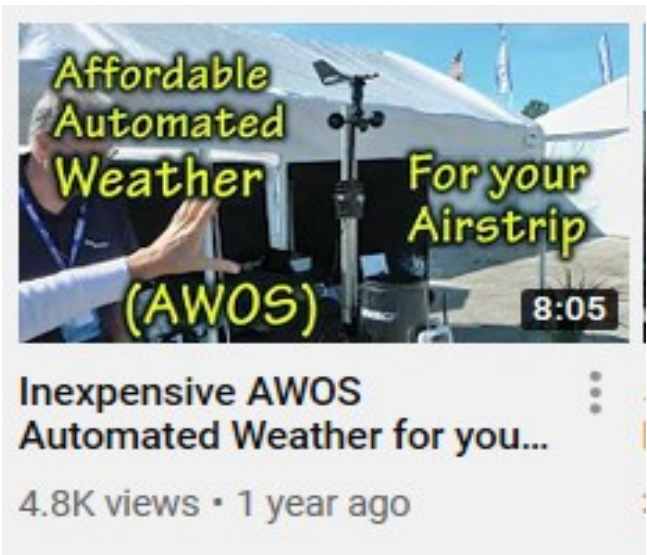 Affordable
Automated
Weather
For your
Airstrip
(AWOS)
8:05
Inexpensive AWOS
Automated Weather for you...
4.8K views • 1 year ago